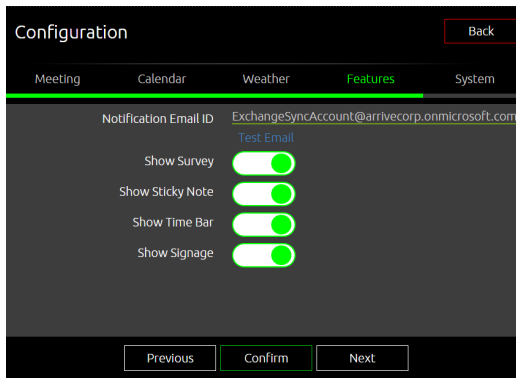 Configuration
Back
Meeting Calendar Weather Features System
Notification Email ID ExchangeSyncAccount@arrivecorp.onmicrosoft.com
Test Email
Show Survey
Show Sticky Note
Show Time Bar
Show Signage
Previous Confirm Next